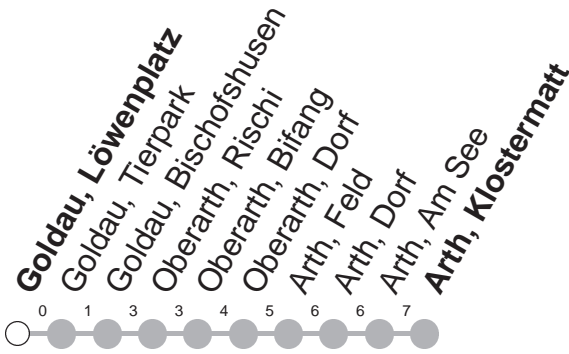 Goldau, Löwenplatz
Goldau, Tierpark
Goldau, Bischofshusen
Oberarth, Rischi
Oberarth, Bifang
Oberarth, Dorf
Arth, Feld
Arth, Dorf
Arth, Am See
Arth, Klostermatt
0 1 3 3 4 5 6 6 7